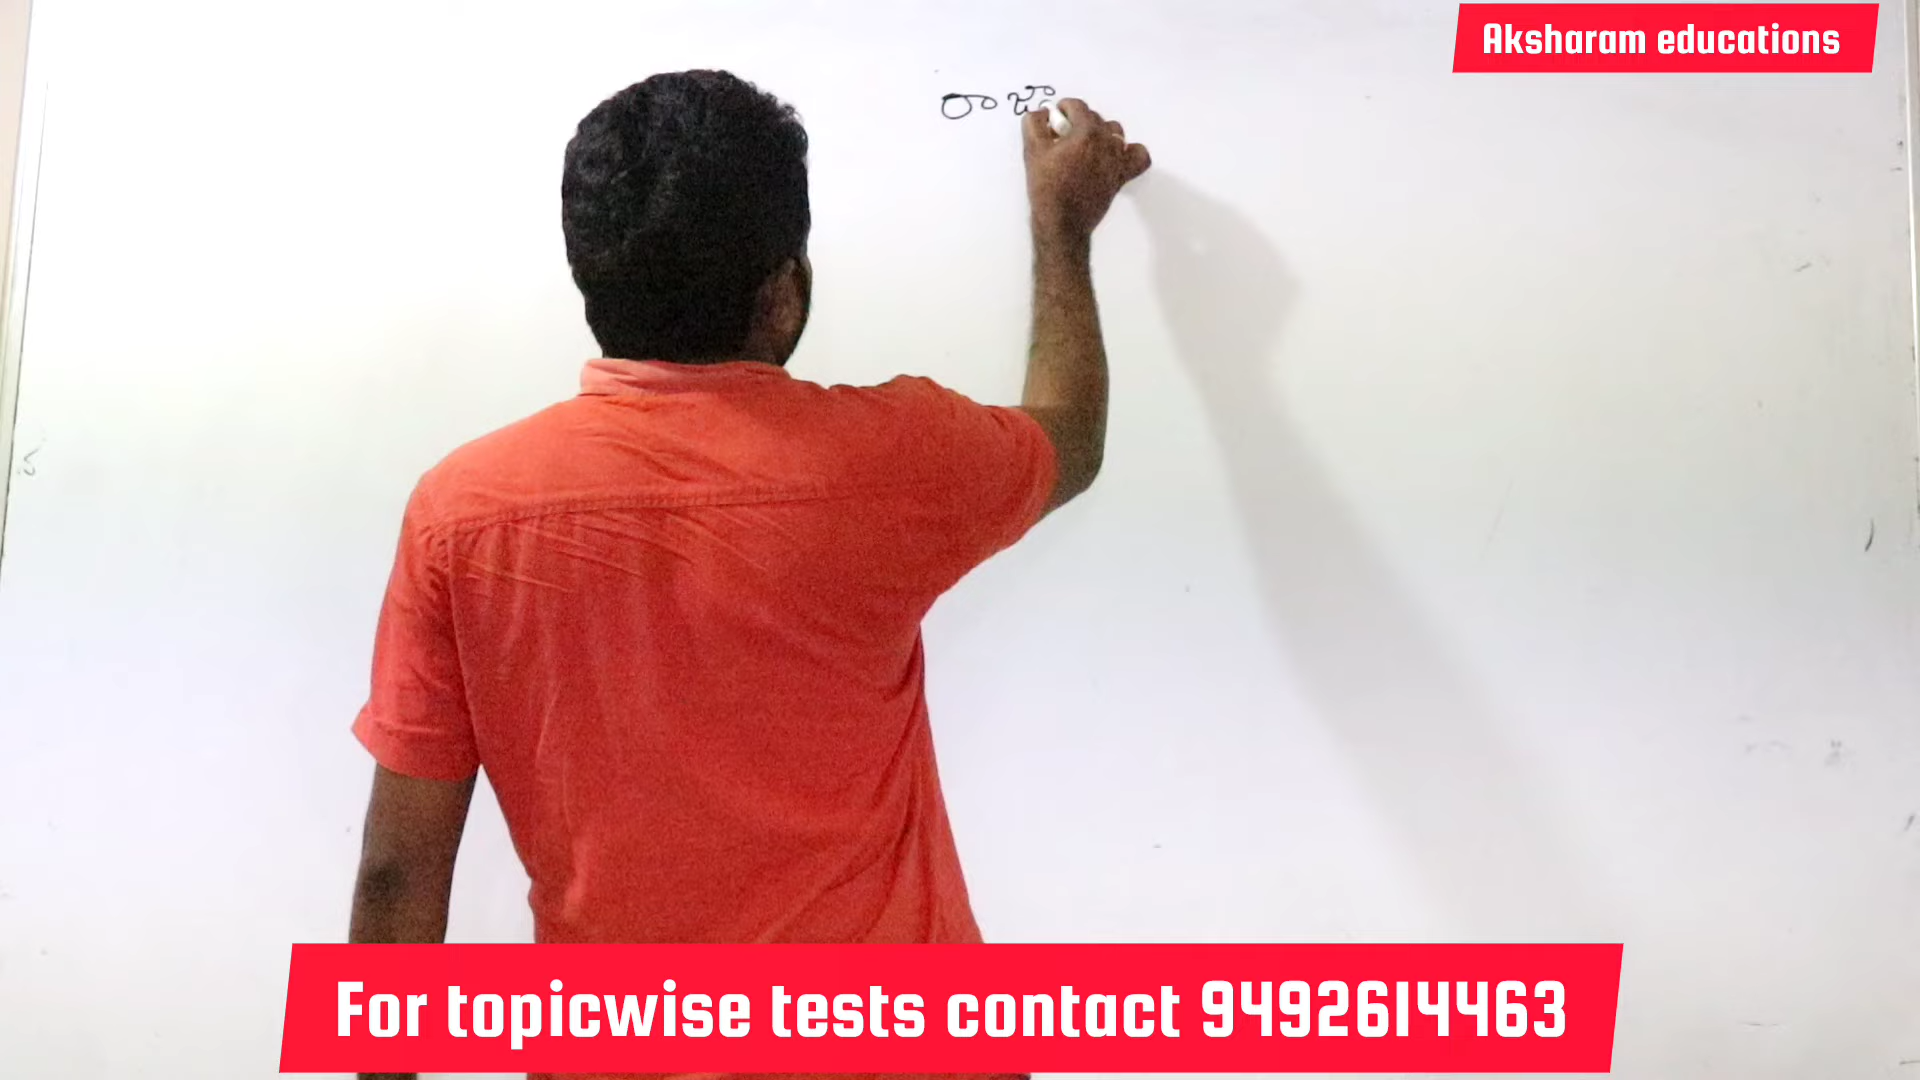 Aksharam educations
రాజ్యా
For topicwise tests contact 9492614463